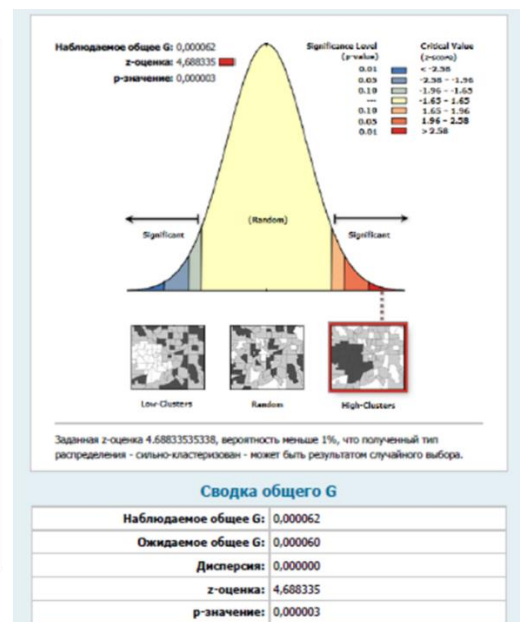 Наблюдаемое общее G: 0,000062
z-оценка: 4,688335
p-значение: 0,000003
Significance Level (p-value)
Critical Value (z-score)
0.01 < -2.58
0.05 -2.58 - -1.96
0.10 -1.96 - -1.65
--- -1.65 - 1.65
0.10 1.65 - 1.96
0.05 1.96 - 2.58
0.01 > 2.58
(Random)
Significant
Significant
Low-Clusters
Random
High-Clusters
Заданная z-оценка 4.68833535338, вероятность меньше 1%, что полученный тип
распределения - сильно-кластеризован - может быть результатом случайного выбора.
Сводка общего G
Наблюдаемое общее G: 0,000062
Ожидаемое общее G: 0,000060
Дисперсия: 0,000000
z-оценка: 4,688335
p-значение: 0,000003